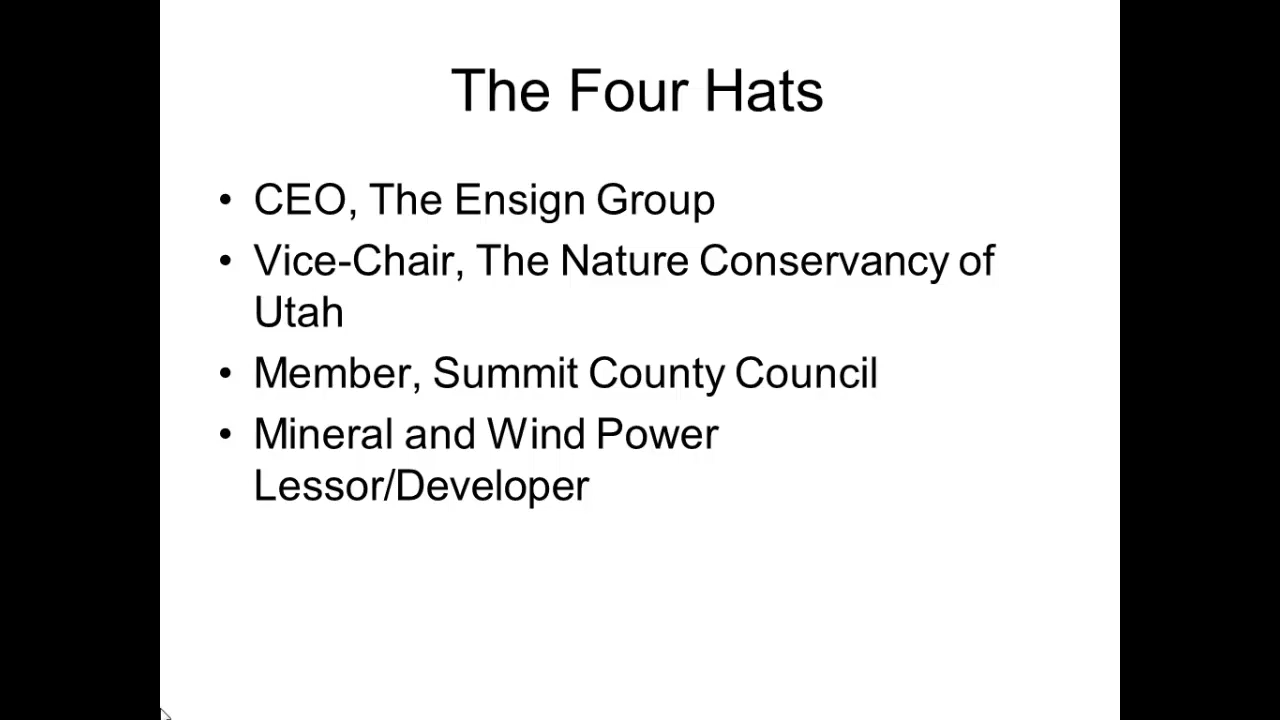 The Four Hats
• CEO, The Ensign Group
• Vice-Chair, The Nature Conservancy of
Utah
• Member, Summit County Council
• Mineral and Wind Power
Lessor/Developer